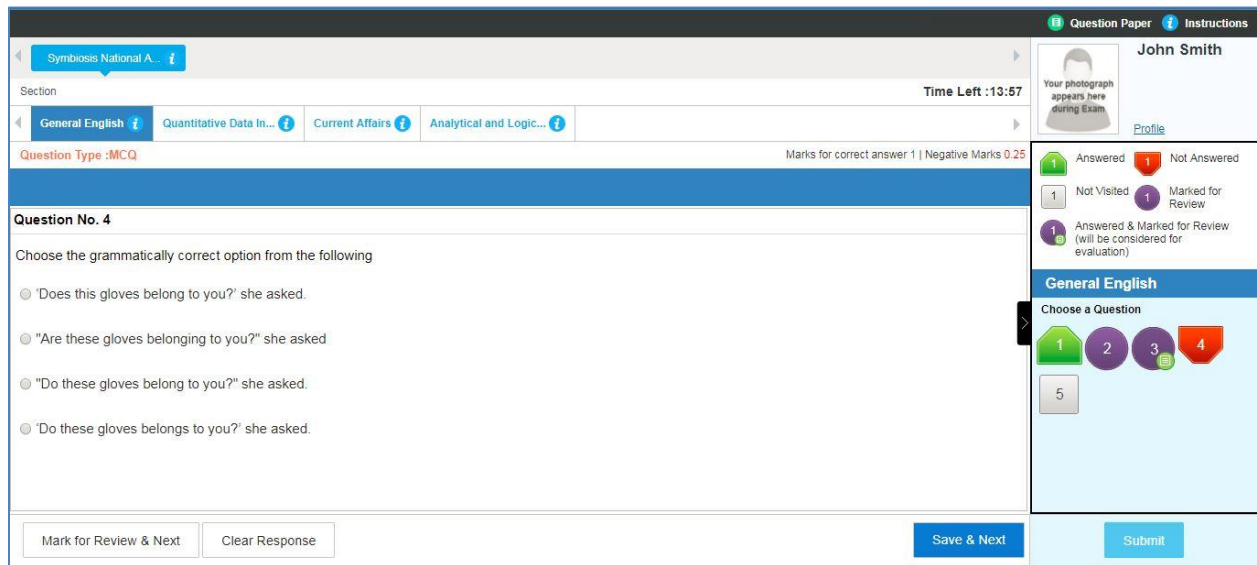 Question Paper Instructions
Symbiosis National A...
John Smith
Your photograph
appears here
during Exam
Profile
Section
Time Left :13:57
General English Quantitative Data In... Current Affairs Analytical and Logic...
Question Type :MCQ
Marks for correct answer 1 | Negative Marks 0.25
1 Answered 1 Not Answered
1 Not Visited 1 Marked for
Review
1 Answered & Marked for Review
(will be considered for
evaluation)
Question No. 4
Choose the grammatically correct option from the following
'Does this gloves belong to you?' she asked.
"Are these gloves belonging to you?" she asked
"Do these gloves belong to you?" she asked.
'Do these gloves belongs to you?' she asked.
General English
Choose a Question
1 2 3 4
5
Mark for Review & Next Clear Response Save & Next Submit